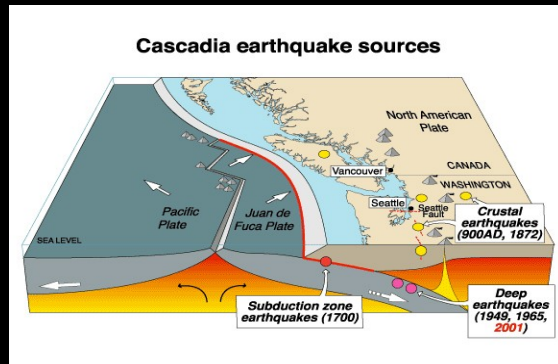 Cascadia earthquake sources
North American
Plate
Vancouver
CANADA
WASHINGTON
Seattle
Seattle
Fault
Pacific
Plate
Juan de
Fuca Plate
Crustal
earthquakes
(900AD, 1872)
SEA LEVEL
Subduction zone
earthquakes (1700)
Deep
earthquakes
(1949, 1965,
2001)